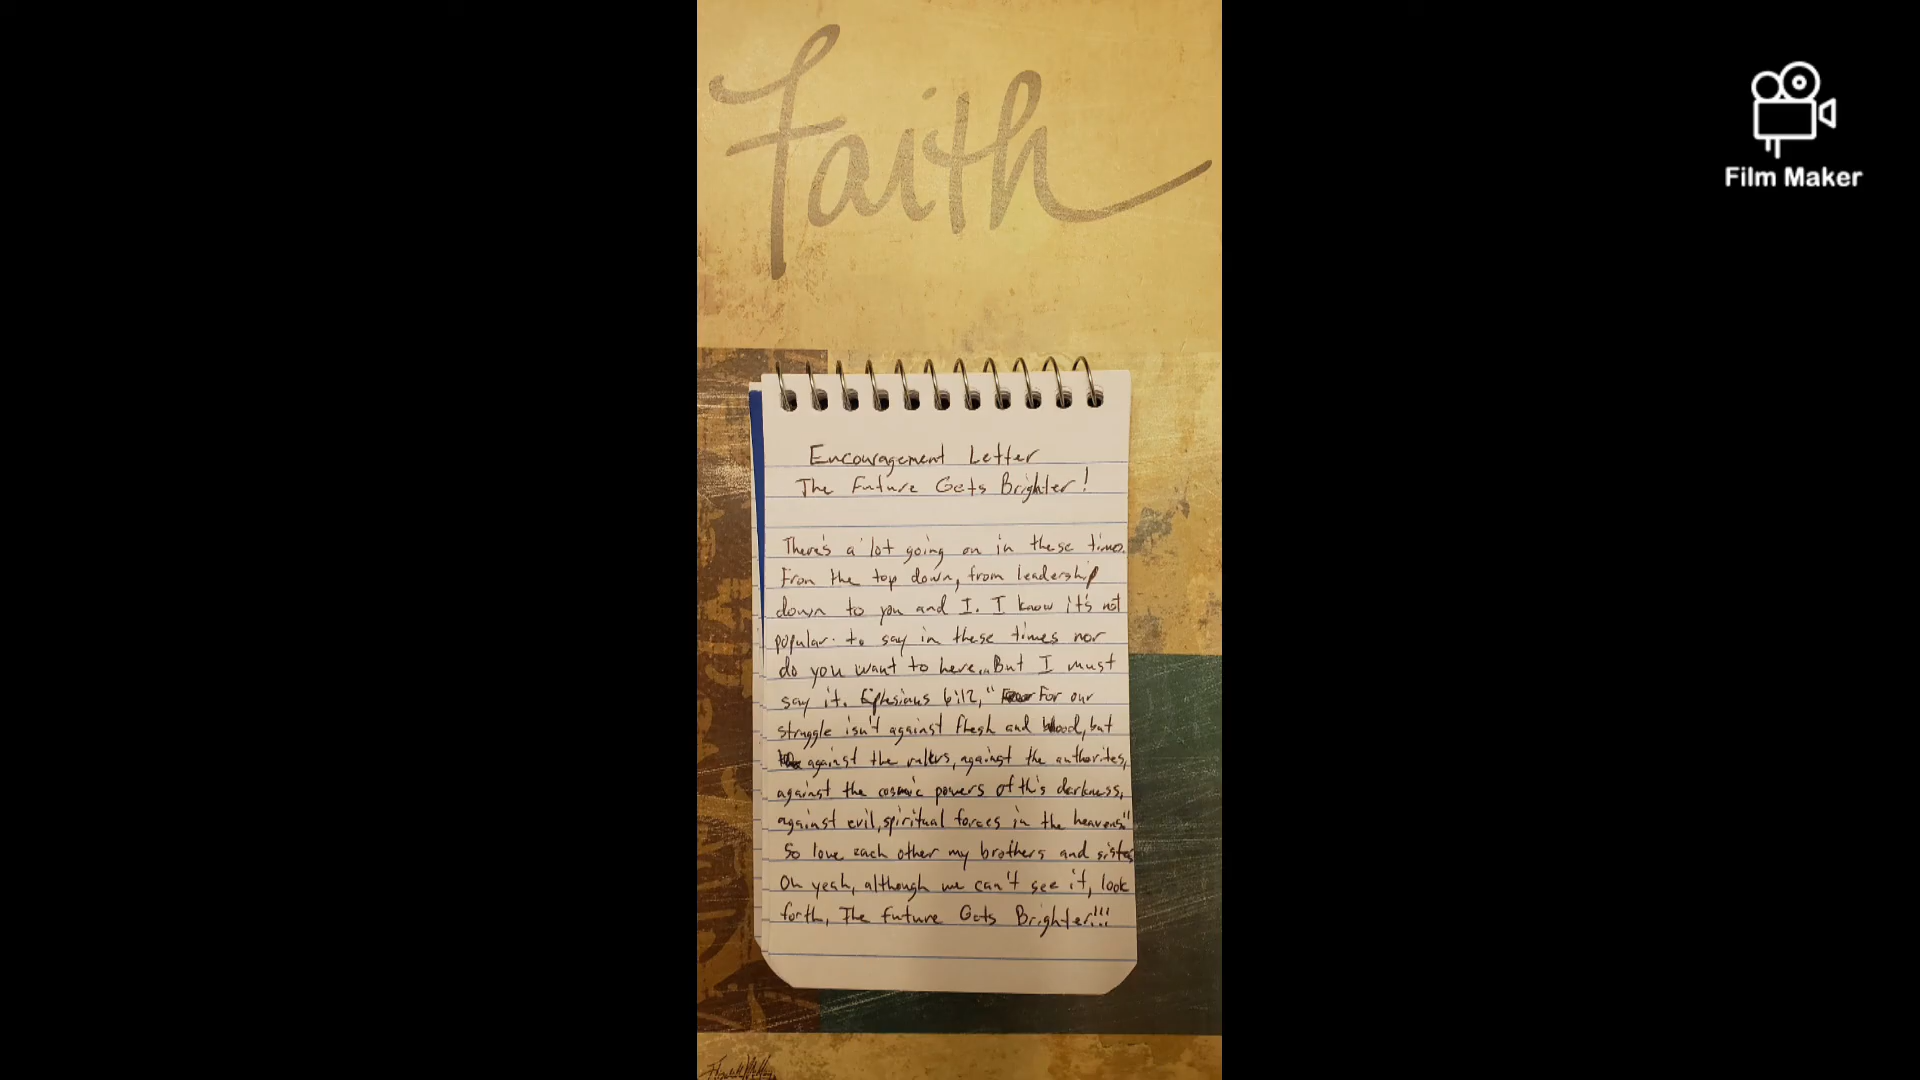 Faith
Film Maker
Encouragement Letter
The Future Gets Brighter!
There's a lot going on in these time.
From the top down, from leadership
down to you and I. I know it's not
popular to say in these times nor
do you want to here... But I must
say it. Ephesians 6:12, " For our
struggle isn't against flesh and blood, but
against the rulers, against the authorites,
against the cosmic powers of this darkness,
against evil, spiritual forces in the heavens"
So love each other my brothers and sister
Oh yeah, although we can't see it, look
forth, The Future Gets Brighter!!!